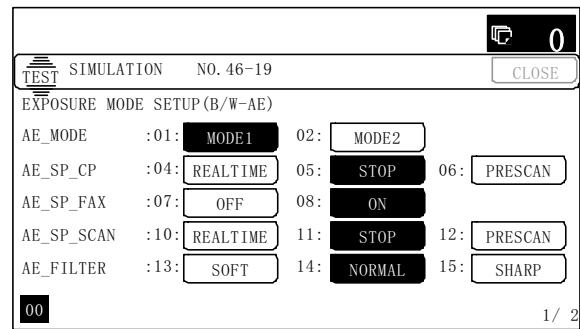 0
TEST SIMULATION NO.46-19 CLOSE
EXPOSURE MODE SETUP(B/W-AE)
AE_MODE :01: MODE1 02: MODE2
AE_SP_CP :04: REALTIME 05: STOP 06: PRESCAN
AE_SP_FAX :07: OFF 08: ON
AE_SP_SCAN :10: REALTIME 11: STOP 12: PRESCAN
AE_FILTER :13: SOFT 14: NORMAL 15: SHARP
00 1/ 2